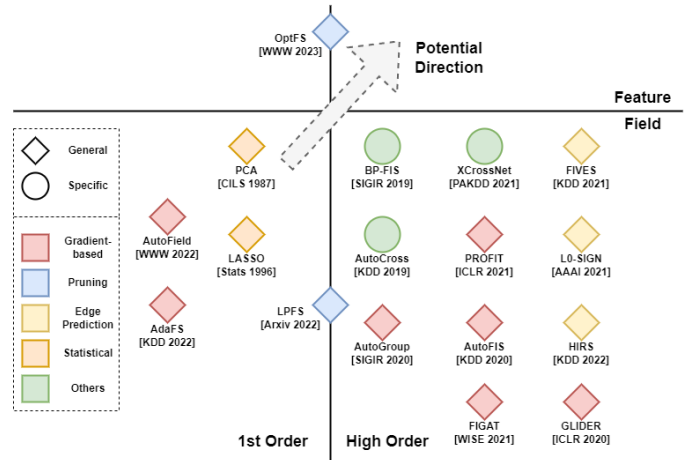 OptFS
[WWW 2023]
Potential
Direction
Feature
Field
General
Specific
Gradient-
based
Pruning
Edge
Prediction
Statistical
Others
PCA
[CILS 1987]
BP-FIS
[SIGIR 2019]
XCrossNet
[PAKDD 2021]
FIVES
[KDD 2021]
AutoField
[WWW 2022]
LASSO
[Stats 1996]
AutoCross
[KDD 2019]
PROFIT
[ICLR 2021]
L0-SIGN
[AAAI 2021]
AdaFS
[KDD 2022]
LPFS
[Arxiv 2022]
AutoGroup
[SIGIR 2020]
AutoFIS
[KDD 2020]
HIRS
[KDD 2022]
FIGAT
[WISE 2021]
GLIDER
[ICLR 2020]
1st Order
High Order